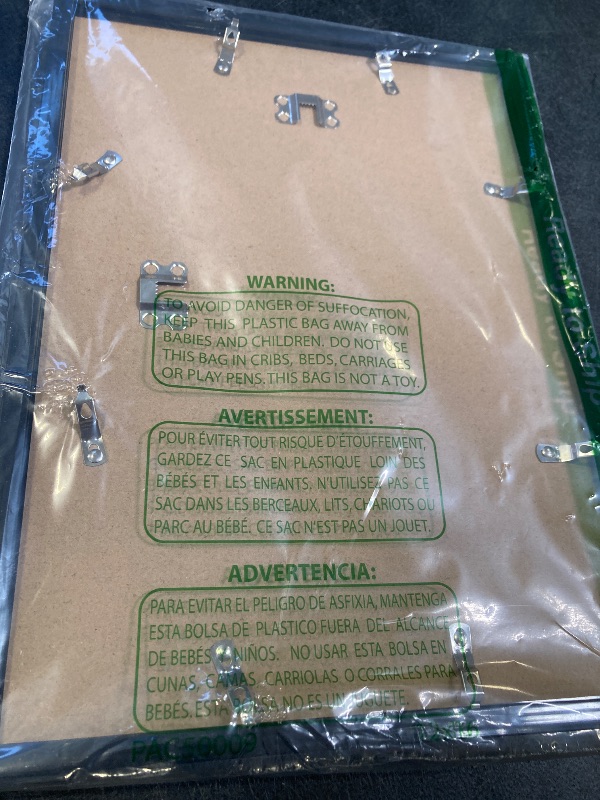 WARNING:
TO AVOID DANGER OF SUFFOCATION,
KEEP THIS PLASTIC BAG AWAY FROM
BABIES AND CHILDREN. DO NOT USE
THIS BAG IN CRIBS, BEDS, CARRIAGES
OR PLAY PENS. THIS BAG IS NOT A TOY.
AVERTISSEMENT:
POUR ÉVITER TOUT RISQUE D'ÉTOUFFEMENT,
GARDEZ CE SAC EN PLASTIQUE LOIN DES
BÉBÉS ET LES ENFANTS, N'UTILISEZ PAS CE
SAC DANS LES BERCEAUX, LITS, CHARIOTS OU
PARC AU BÉBÉ. CE SAC N'EST PAS UN JOUET.
ADVERTENCIA:
PARA EVITAR EL PELIGRO DE ASFIXIA, MANTENGA
ESTA BOLSA DE PLASTICO FUERA DEL ALCANCE
DE BEBÉS Y NIÑOS. NO USAR ESTA BOLSA EN
CUNAS, CAMAS, CARRIOLAS, O CORRALES PARA
BEBÉS. ESTA BOLSA NO ES UN JUGUETE.
Ready to Ship